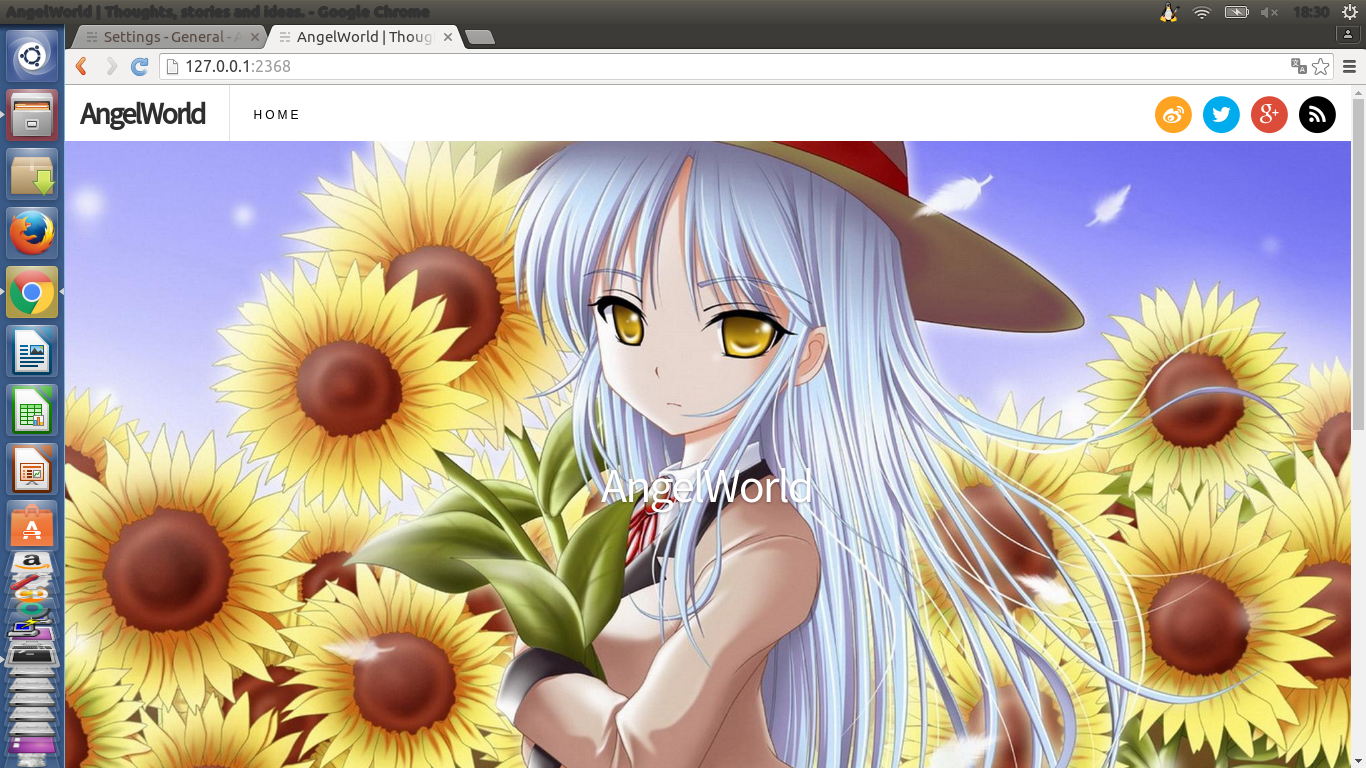 AngelWorld | Thoughts, stories and ideas. - Google Chrome
18:30
Settings - General - A
AngelWorld | Thoug
127.0.0.1:2368
AngelWorld
HOME
AngelWorld